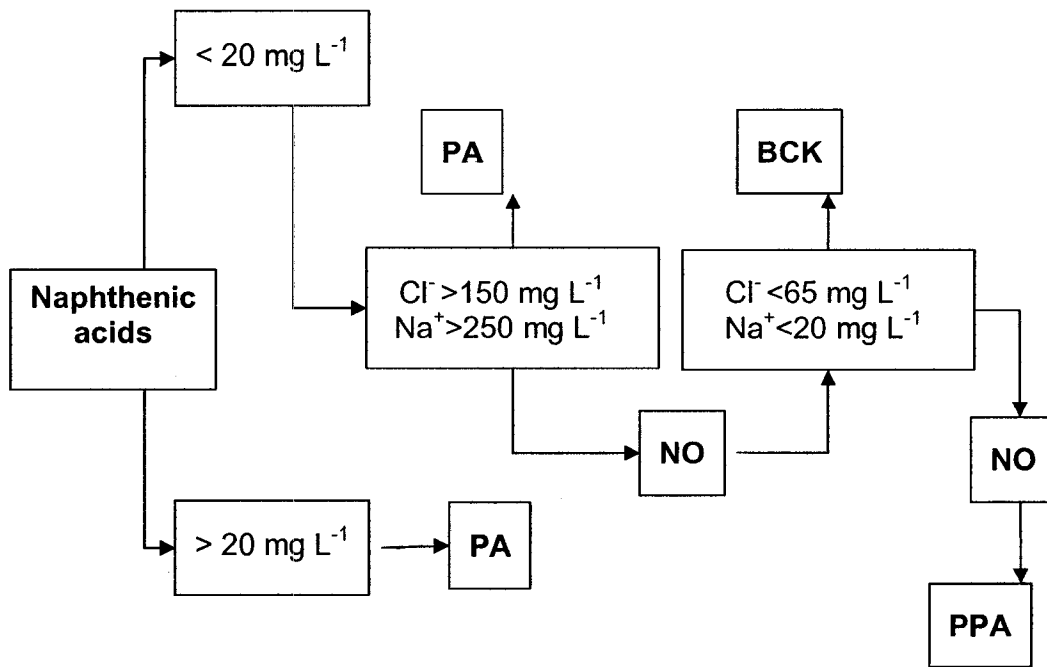 < 20 mg L⁻¹
PA
BCK
Naphthenic
acids
Cl⁻ >150 mg L⁻¹
Na⁺>250 mg L⁻¹
Cl⁻ <65 mg L⁻¹
Na⁺<20 mg L⁻¹
NO
NO
> 20 mg L⁻¹
PA
PPA